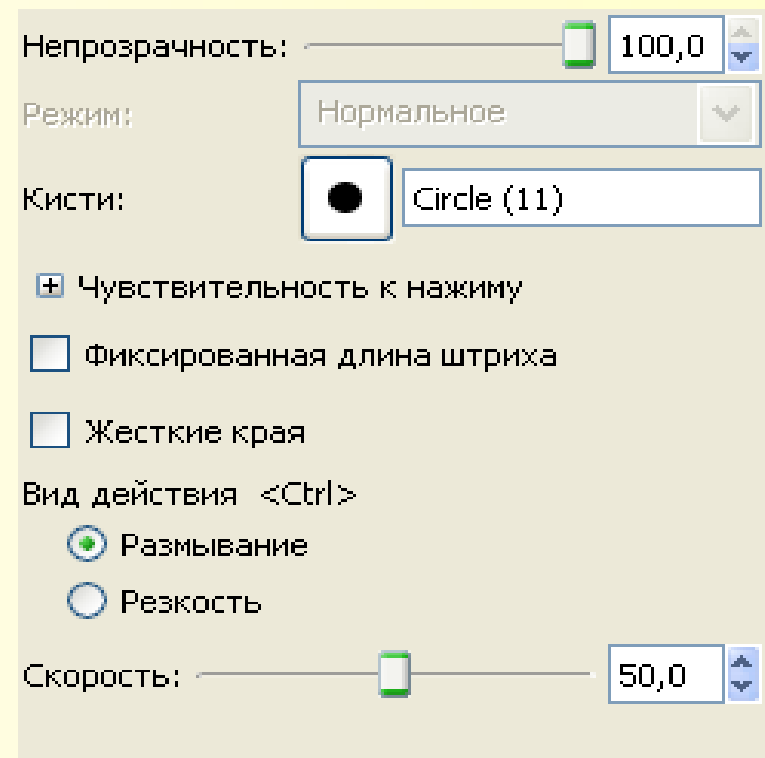 Непрозрачность: 100,0
Режим: Нормальное
Кисти: Circle (11)
Чувствительность к нажиму
Фиксированная длина штриха
Жесткие края
Вид действия <Ctrl>
Размывание
Резкость
Скорость: 50,0